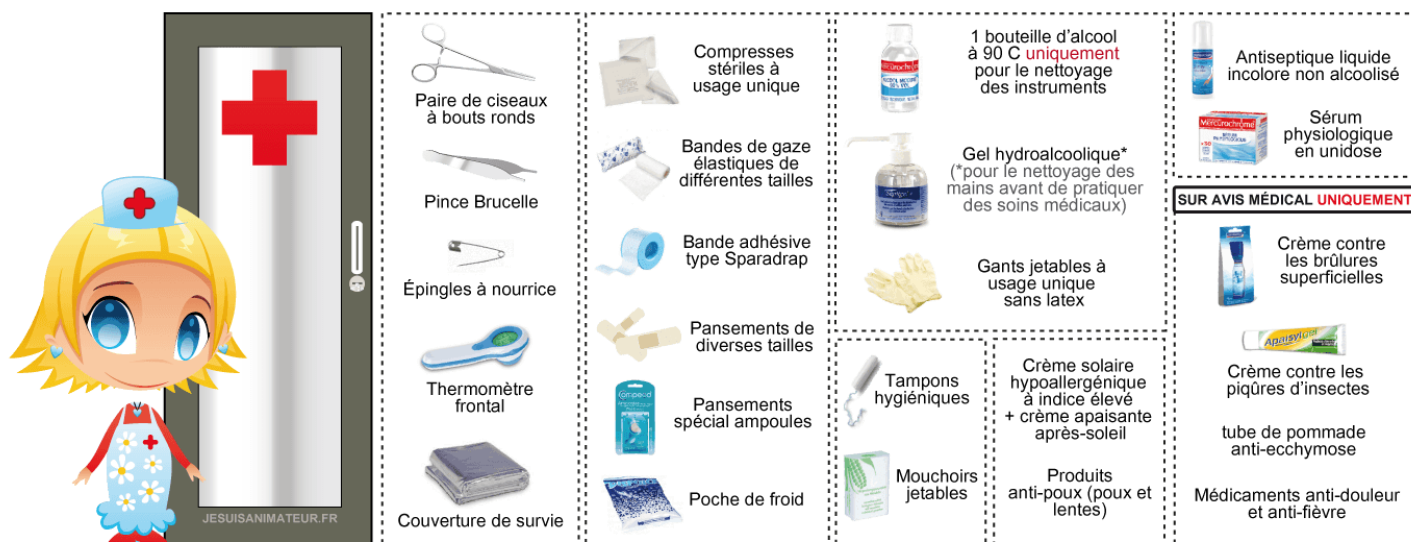 JESUISANIMATEUR.FR
Paire de ciseaux
à bouts ronds
Pince Brucelle
Épingles à nourrice
Thermomètre
frontal
Couverture de survie
Compresses
stériles à
usage unique
Bandes de gaze
élastiques de
différentes tailles
Bande adhésive
type Sparadrap
Pansements de
diverses tailles
Pansements
spécial ampoules
Poche de froid
1 bouteille d'alcool
à 90 C uniquement
pour le nettoyage
des instruments
Mercurochrome
Gel hydroalcoolique*
(*pour le nettoyage des
mains avant de pratiquer
des soins médicaux)
Gants jetables à
usage unique
sans latex
Tampons
hygiéniques
Mouchoirs
jetables
Crème solaire
hypoallergénique
à indice élevé
+ crème apaisante
après-soleil
Produits
anti-poux (poux et
lentes)
Antiseptique liquide
incolore non alcoolisé
Mercurochrome
Sérum
physiologique
en unidose
SUR AVIS MÉDICAL UNIQUEMENT
Crème contre
les brûlures
superficielles
Apaisylgel
Crème contre les
piqûres d'insectes
tube de pommade
anti-ecchymose
Médicaments anti-douleur
et anti-fièvre